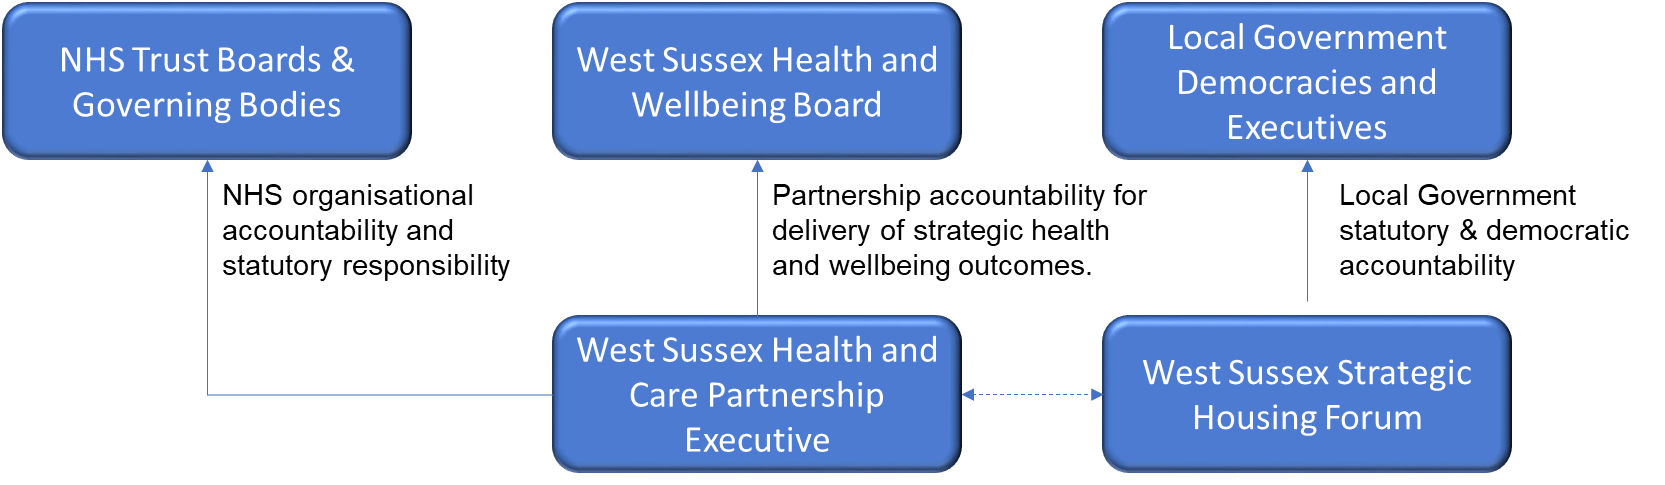 NHS Trust Boards &
Governing Bodies
West Sussex Health and
Wellbeing Board
Local Government
Democracies and
Executives
NHS organisational
accountability and
statutory responsibility
Partnership accountability for
delivery of strategic health
and wellbeing outcomes.
Local Government
statutory & democratic
accountability
West Sussex Health and
Care Partnership
Executive
West Sussex Strategic
Housing Forum